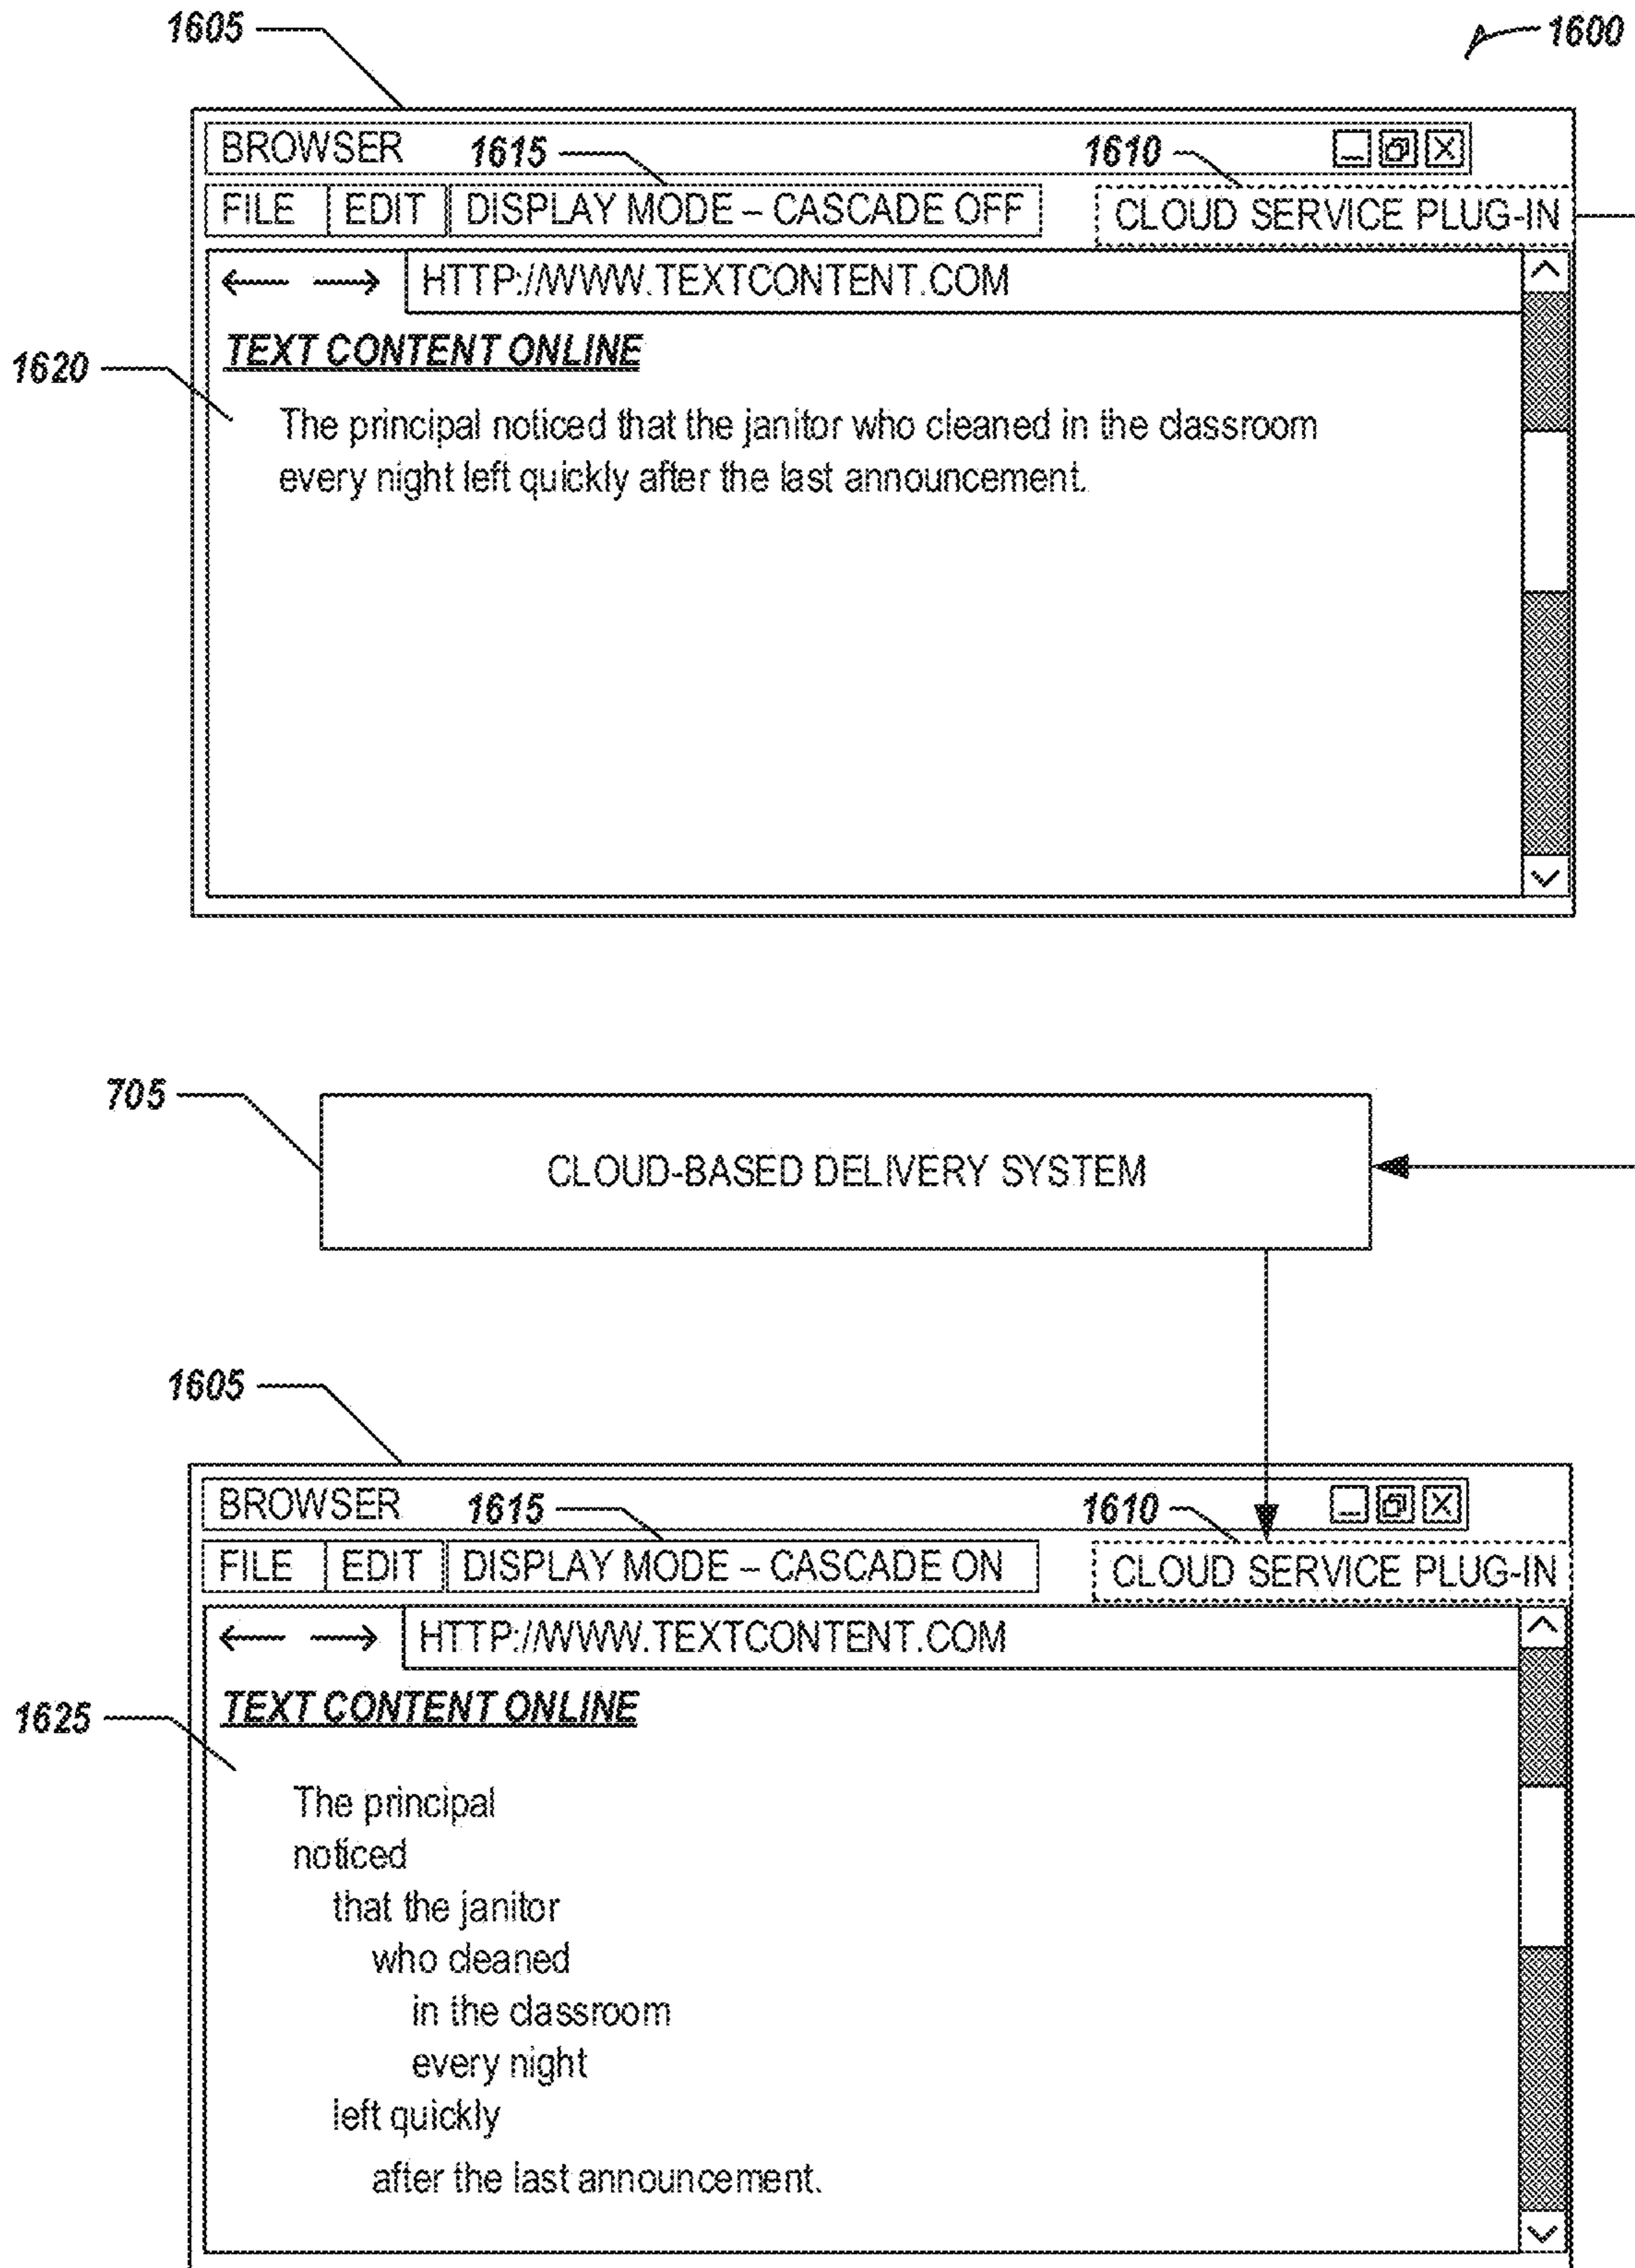 1605
1600
BROWSER 1615 1610
FILE EDIT DISPLAY MODE – CASCADE OFF CLOUD SERVICE PLUG-IN
HTTP://WWW.TEXTCONTENT.COM
TEXT CONTENT ONLINE
1620
The principal noticed that the janitor who cleaned in the classroom
every night left quickly after the last announcement.
705
CLOUD-BASED DELIVERY SYSTEM
1605
BROWSER 1615 1610
FILE EDIT DISPLAY MODE – CASCADE ON CLOUD SERVICE PLUG-IN
HTTP://WWW.TEXTCONTENT.COM
TEXT CONTENT ONLINE
1625
The principal
noticed
that the janitor
who cleaned
in the classroom
every night
left quickly
after the last announcement.